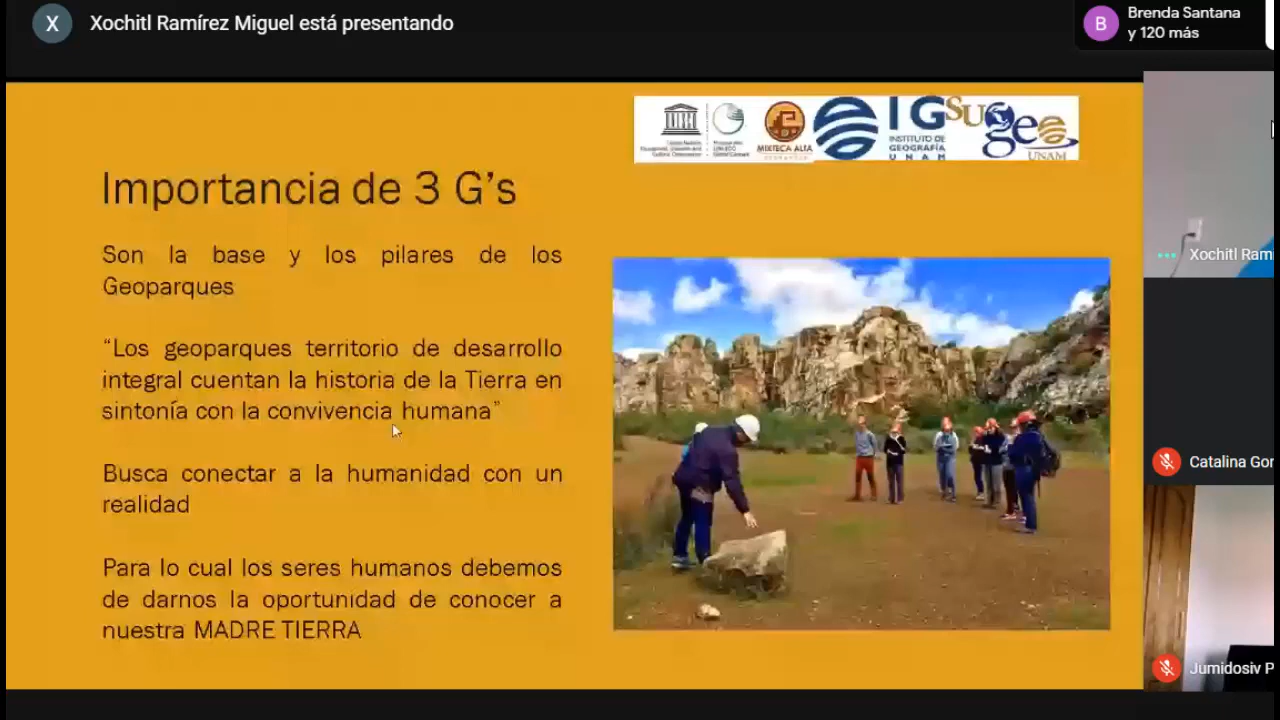 X
Xochitl Ramírez Miguel está presentando
B
Brenda Santana
y 120 más
MIXTECA ALTA
IG
INSTITUTO DE
GEOGRAFÍA
UNAM
SUGeo
UNAM
Importancia de 3 G's
Son la base y los pilares de los
Geoparques
“Los geoparques territorio de desarrollo
integral cuentan la historia de la Tierra en
sintonía con la convivencia humana”
Busca conectar a la humanidad con un
realidad
Para lo cual los seres humanos debemos
de darnos la oportunidad de conocer a
nuestra MADRE TIERRA
Xochitl Ram
Catalina Gor
Jumidosiv P